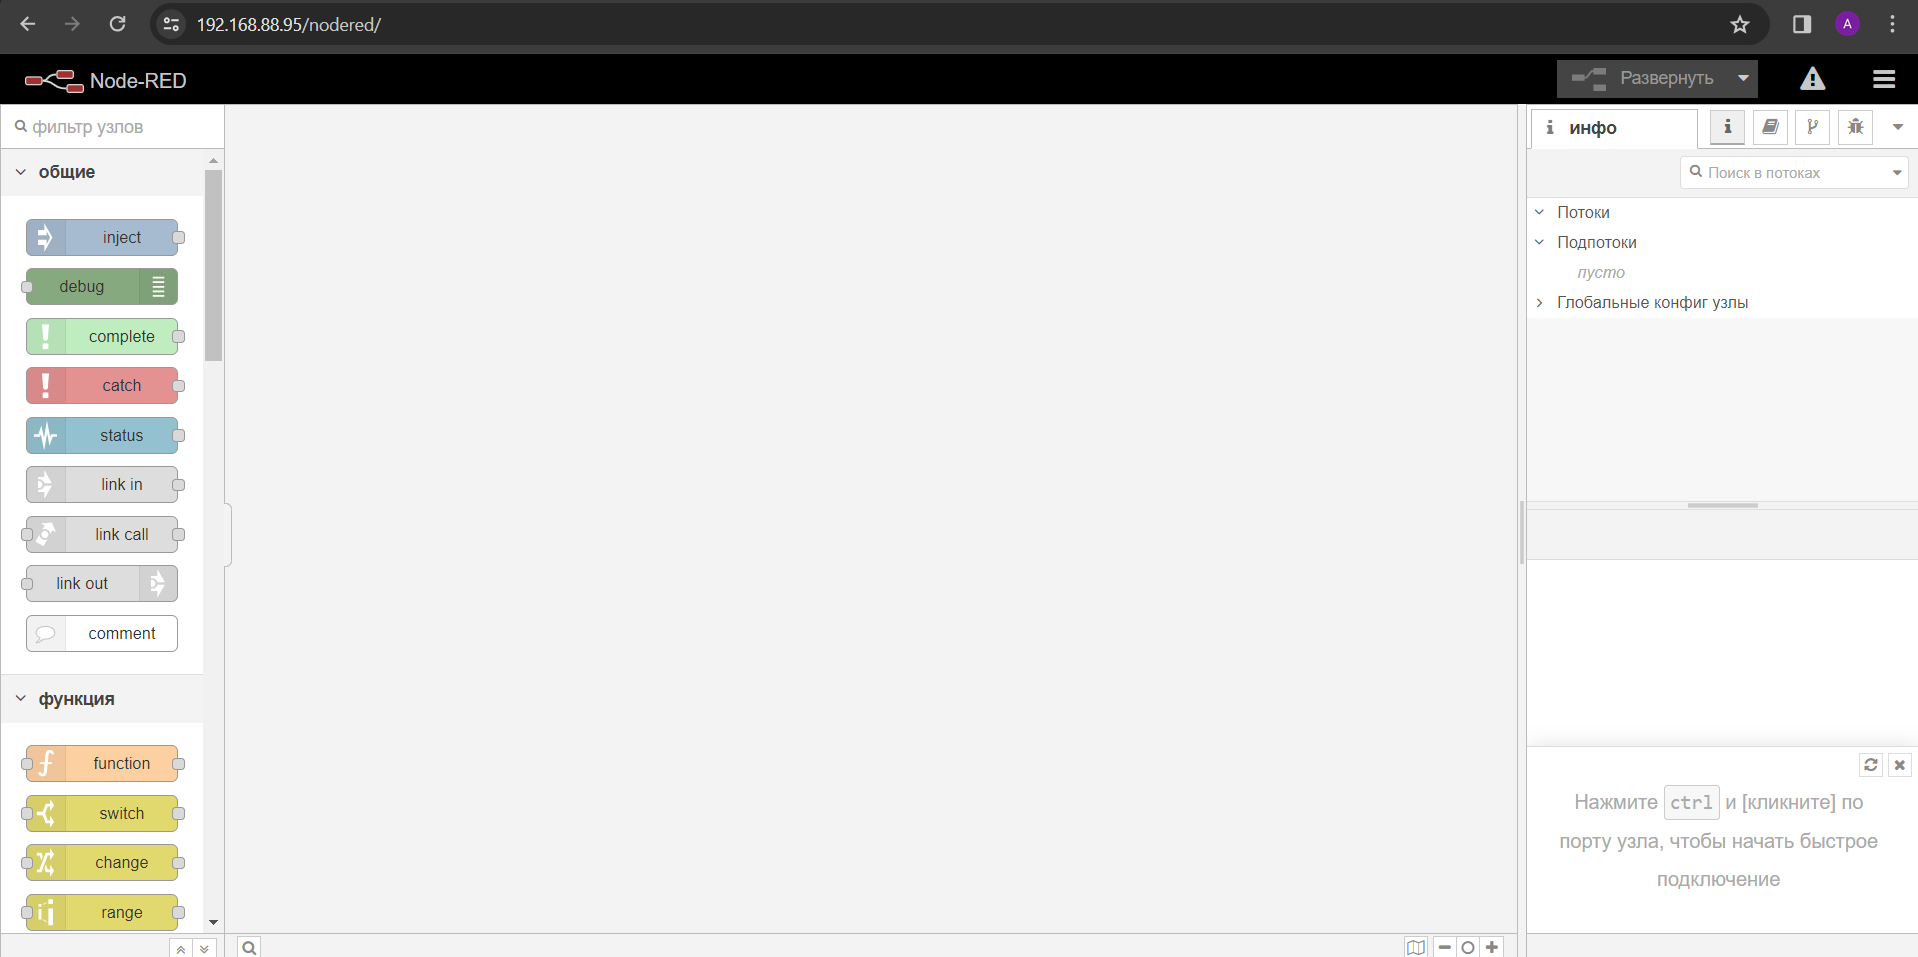 192.168.88.95/nodered/
A
Node-RED
Развернуть
фильтр узлов
общие
inject
debug
complete
catch
status
link in
link call
link out
comment
функция
function
switch
change
range
инфо
Поиск в потоках
Потоки
Подпотоки
пусто
Глобальные конфиг узлы
Нажмите ctrl и [кликните] по
порту узла, чтобы начать быстрое
подключение